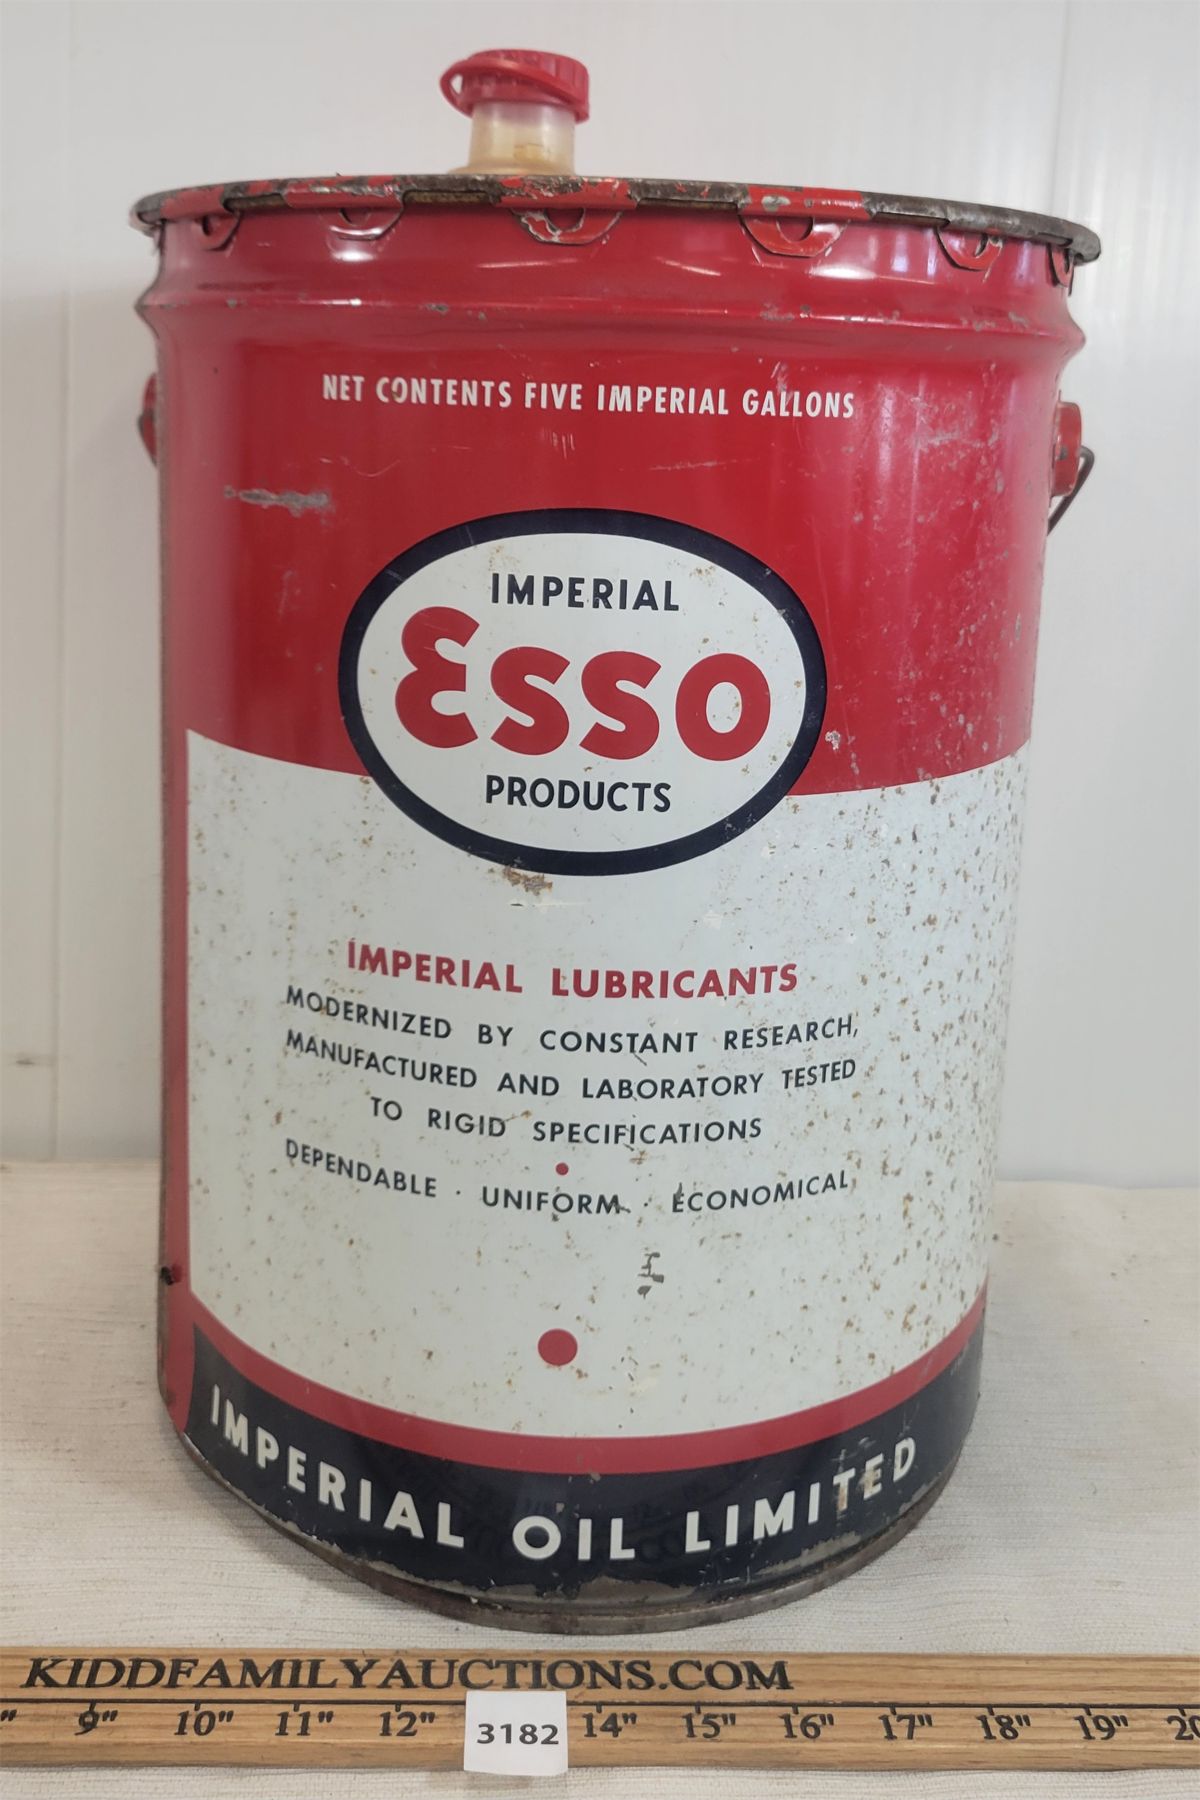 NET CONTENTS FIVE IMPERIAL GALLONS
IMPERIAL
Esso
PRODUCTS
IMPERIAL LUBRICANTS
MODERNIZED BY CONSTANT RESEARCH,
MANUFACTURED AND LABORATORY TESTED
TO RIGID SPECIFICATIONS
DEPENDABLE · UNIFORM · ECONOMICAL
IMPERIAL OIL LIMITED
KIDDFAMILYAUCTIONS.COM
9" 10" 11" 12" 3182 14" 15" 16" 17" 18" 19" 20